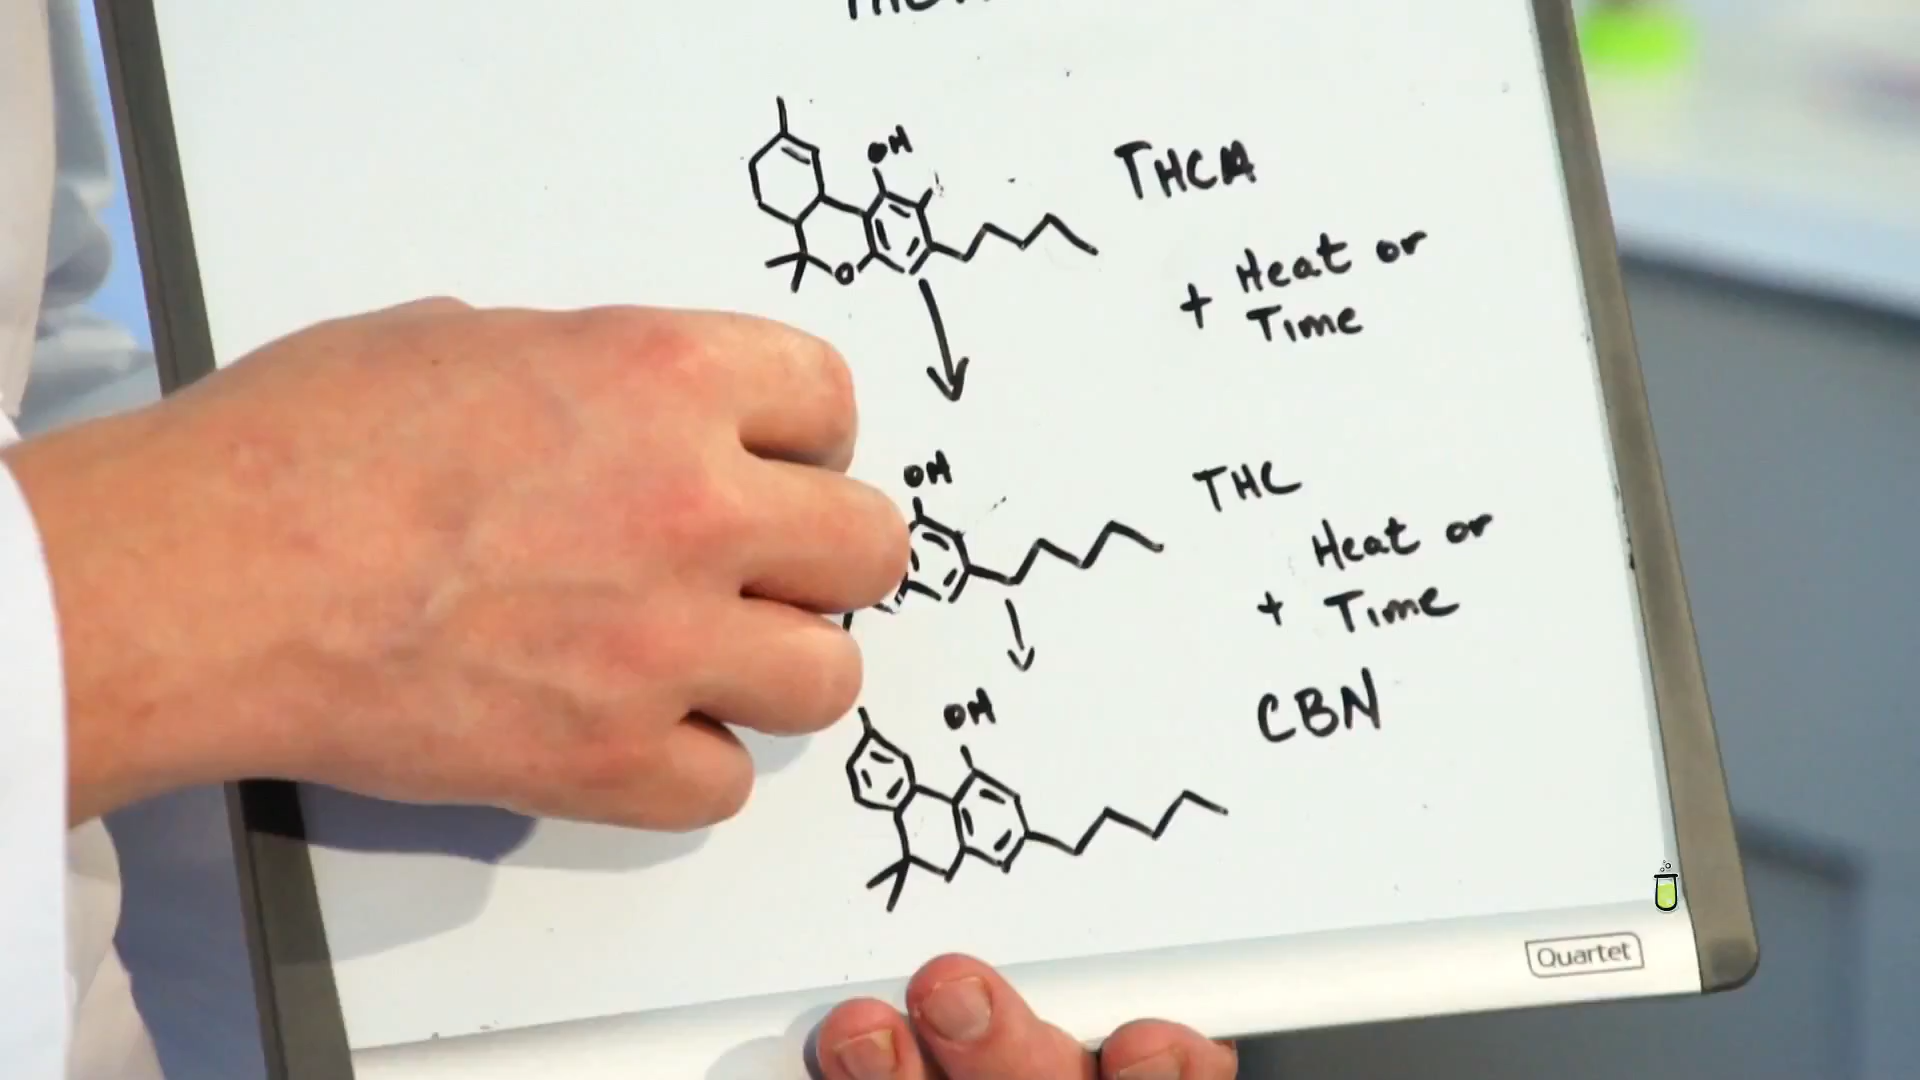 OH
THCA
+ Heat or
Time
O
OH
THC
Heat or
+ Time
OH
CBN
Quartet